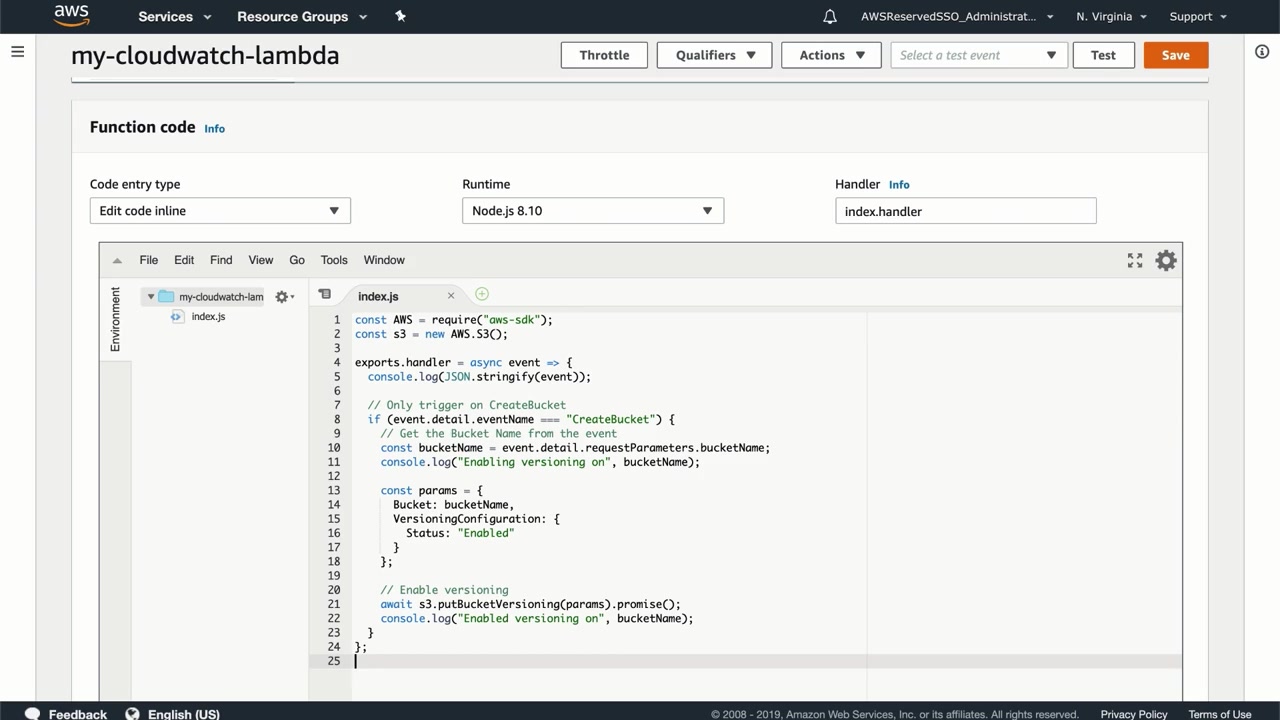 aws
Services
Resource Groups
AWSReservedSSO_Administrat...
N. Virginia
Support
my-cloudwatch-lambda
Throttle
Qualifiers
Actions
Select a test event
Test
Save
Function code Info
Code entry type
Runtime
Handler Info
Edit code inline
Node.js 8.10
index.handler
File Edit Find View Go Tools Window
Environment
my-cloudwatch-lam
index.js
index.js
1 const AWS = require("aws-sdk");
2 const s3 = new AWS.S3();
3
4 exports.handler = async event => {
5 console.log(JSON.stringify(event));
6
7 // Only trigger on CreateBucket
8 if (event.detail.eventName === "CreateBucket") {
9 // Get the Bucket Name from the event
10 const bucketName = event.detail.requestParameters.bucketName;
11 console.log("Enabling versioning on", bucketName);
12
13 const params = {
14 Bucket: bucketName,
15 VersioningConfiguration: {
16 Status: "Enabled"
17 }
18 };
19
20 // Enable versioning
21 await s3.putBucketVersioning(params).promise();
22 console.log("Enabled versioning on", bucketName);
23 }
24 };
25
Feedback
English (US)
© 2008 - 2019, Amazon Web Services, Inc. or its affiliates. All rights reserved.
Privacy Policy
Terms of Use